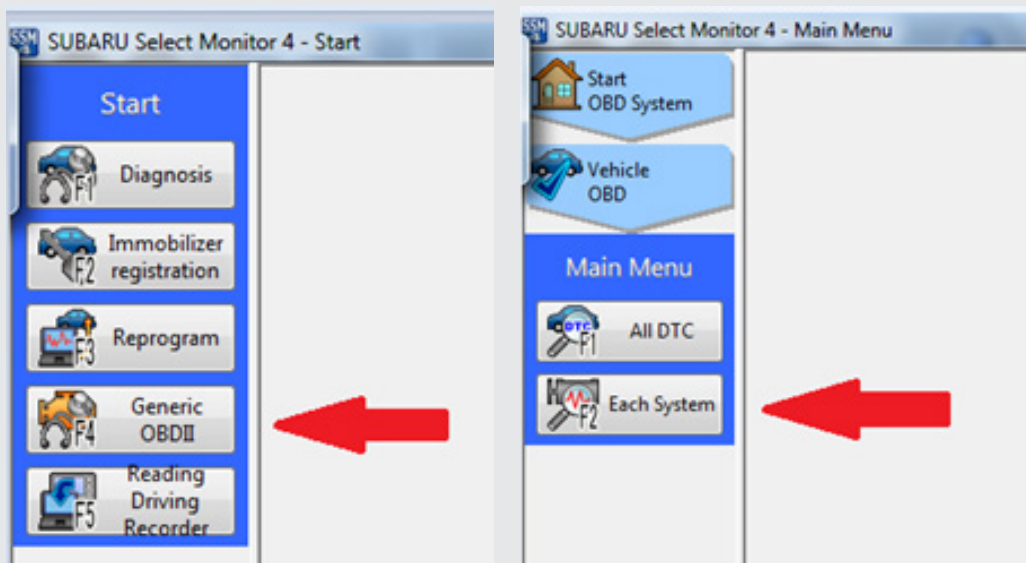 SSM
SUBARU Select Monitor 4 - Start
Start
F1
Diagnosis
F2
Immobilizer
registration
F3
Reprogram
F4
Generic
OBDII
F5
Reading
Driving
Recorder
SSM
SUBARU Select Monitor 4 - Main Menu
Start
OBD System
Vehicle
OBD
Main Menu
DTC
F1
All DTC
F2
Each System